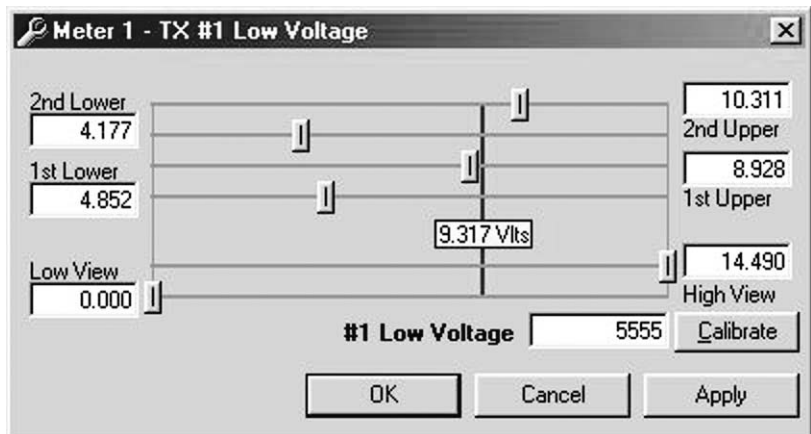 Meter 1 - TX #1 Low Voltage
2nd Lower
4.177
1st Lower
4.852
Low View
0.000
10.311
2nd Upper
8.928
1st Upper
9.317 Vlts
14.490
High View
#1 Low Voltage 5555 Calibrate
OK Cancel Apply